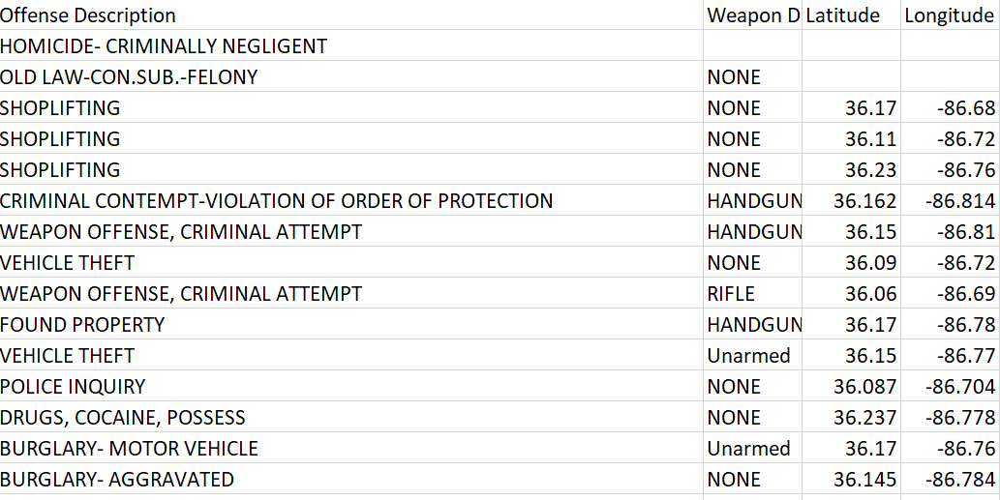 Offense Description Weapon D Latitude Longitude
HOMICIDE- CRIMINALLY NEGLIGENT
OLD LAW-CON.SUB.-FELONY NONE
SHOPLIFTING NONE 36.17 -86.68
SHOPLIFTING NONE 36.11 -86.72
SHOPLIFTING NONE 36.23 -86.76
CRIMINAL CONTEMPT-VIOLATION OF ORDER OF PROTECTION HANDGUN 36.162 -86.814
WEAPON OFFENSE, CRIMINAL ATTEMPT HANDGUN 36.15 -86.81
VEHICLE THEFT NONE 36.09 -86.72
WEAPON OFFENSE, CRIMINAL ATTEMPT RIFLE 36.06 -86.69
FOUND PROPERTY HANDGUN 36.17 -86.78
VEHICLE THEFT Unarmed 36.15 -86.77
POLICE INQUIRY NONE 36.087 -86.704
DRUGS, COCAINE, POSSESS NONE 36.237 -86.778
BURGLARY- MOTOR VEHICLE Unarmed 36.17 -86.76
BURGLARY- AGGRAVATED NONE 36.145 -86.784